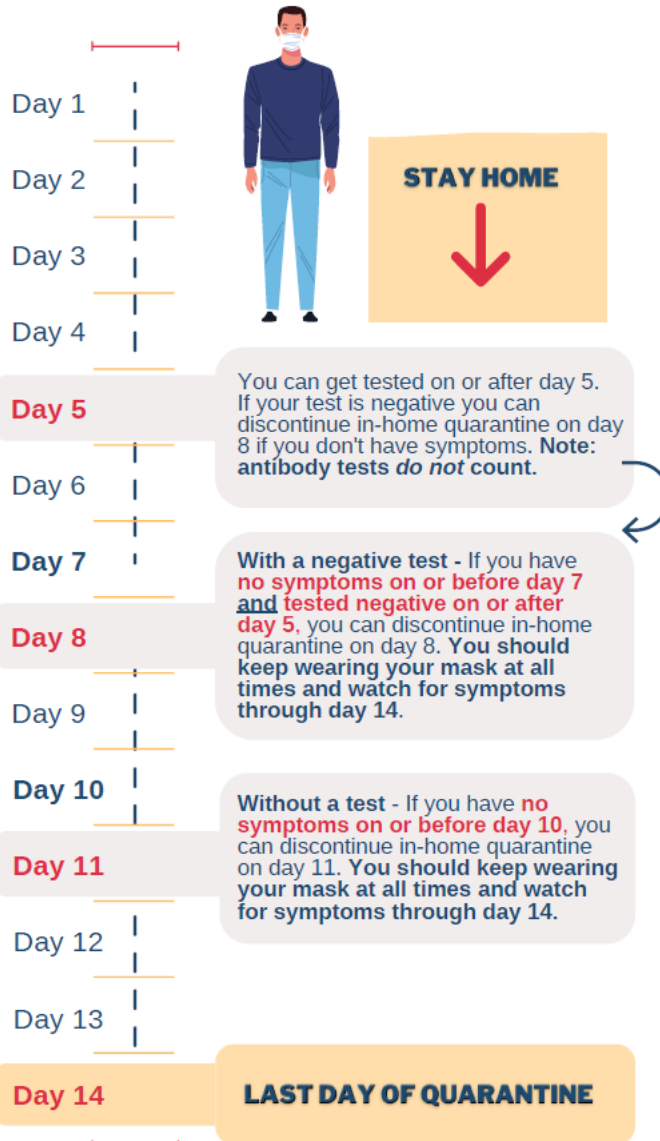 Day 1
Day 2
STAY HOME
Day 3
Day 4
Day 5
You can get tested on or after day 5.
If your test is negative you can
discontinue in-home quarantine on day
8 if you don't have symptoms. Note:
antibody tests do not count.
Day 6
Day 7
With a negative test - If you have
no symptoms on or before day 7
and tested negative on or after
day 5, you can discontinue in-home
quarantine on day 8. You should
keep wearing your mask at all
times and watch for symptoms
through day 14.
Day 8
Day 9
Day 10
Without a test - If you have no
symptoms on or before day 10, you
can discontinue in-home quarantine
on day 11. You should keep wearing
your mask at all times and watch
for symptoms through day 14.
Day 11
Day 12
Day 13
Day 14
LAST DAY OF QUARANTINE